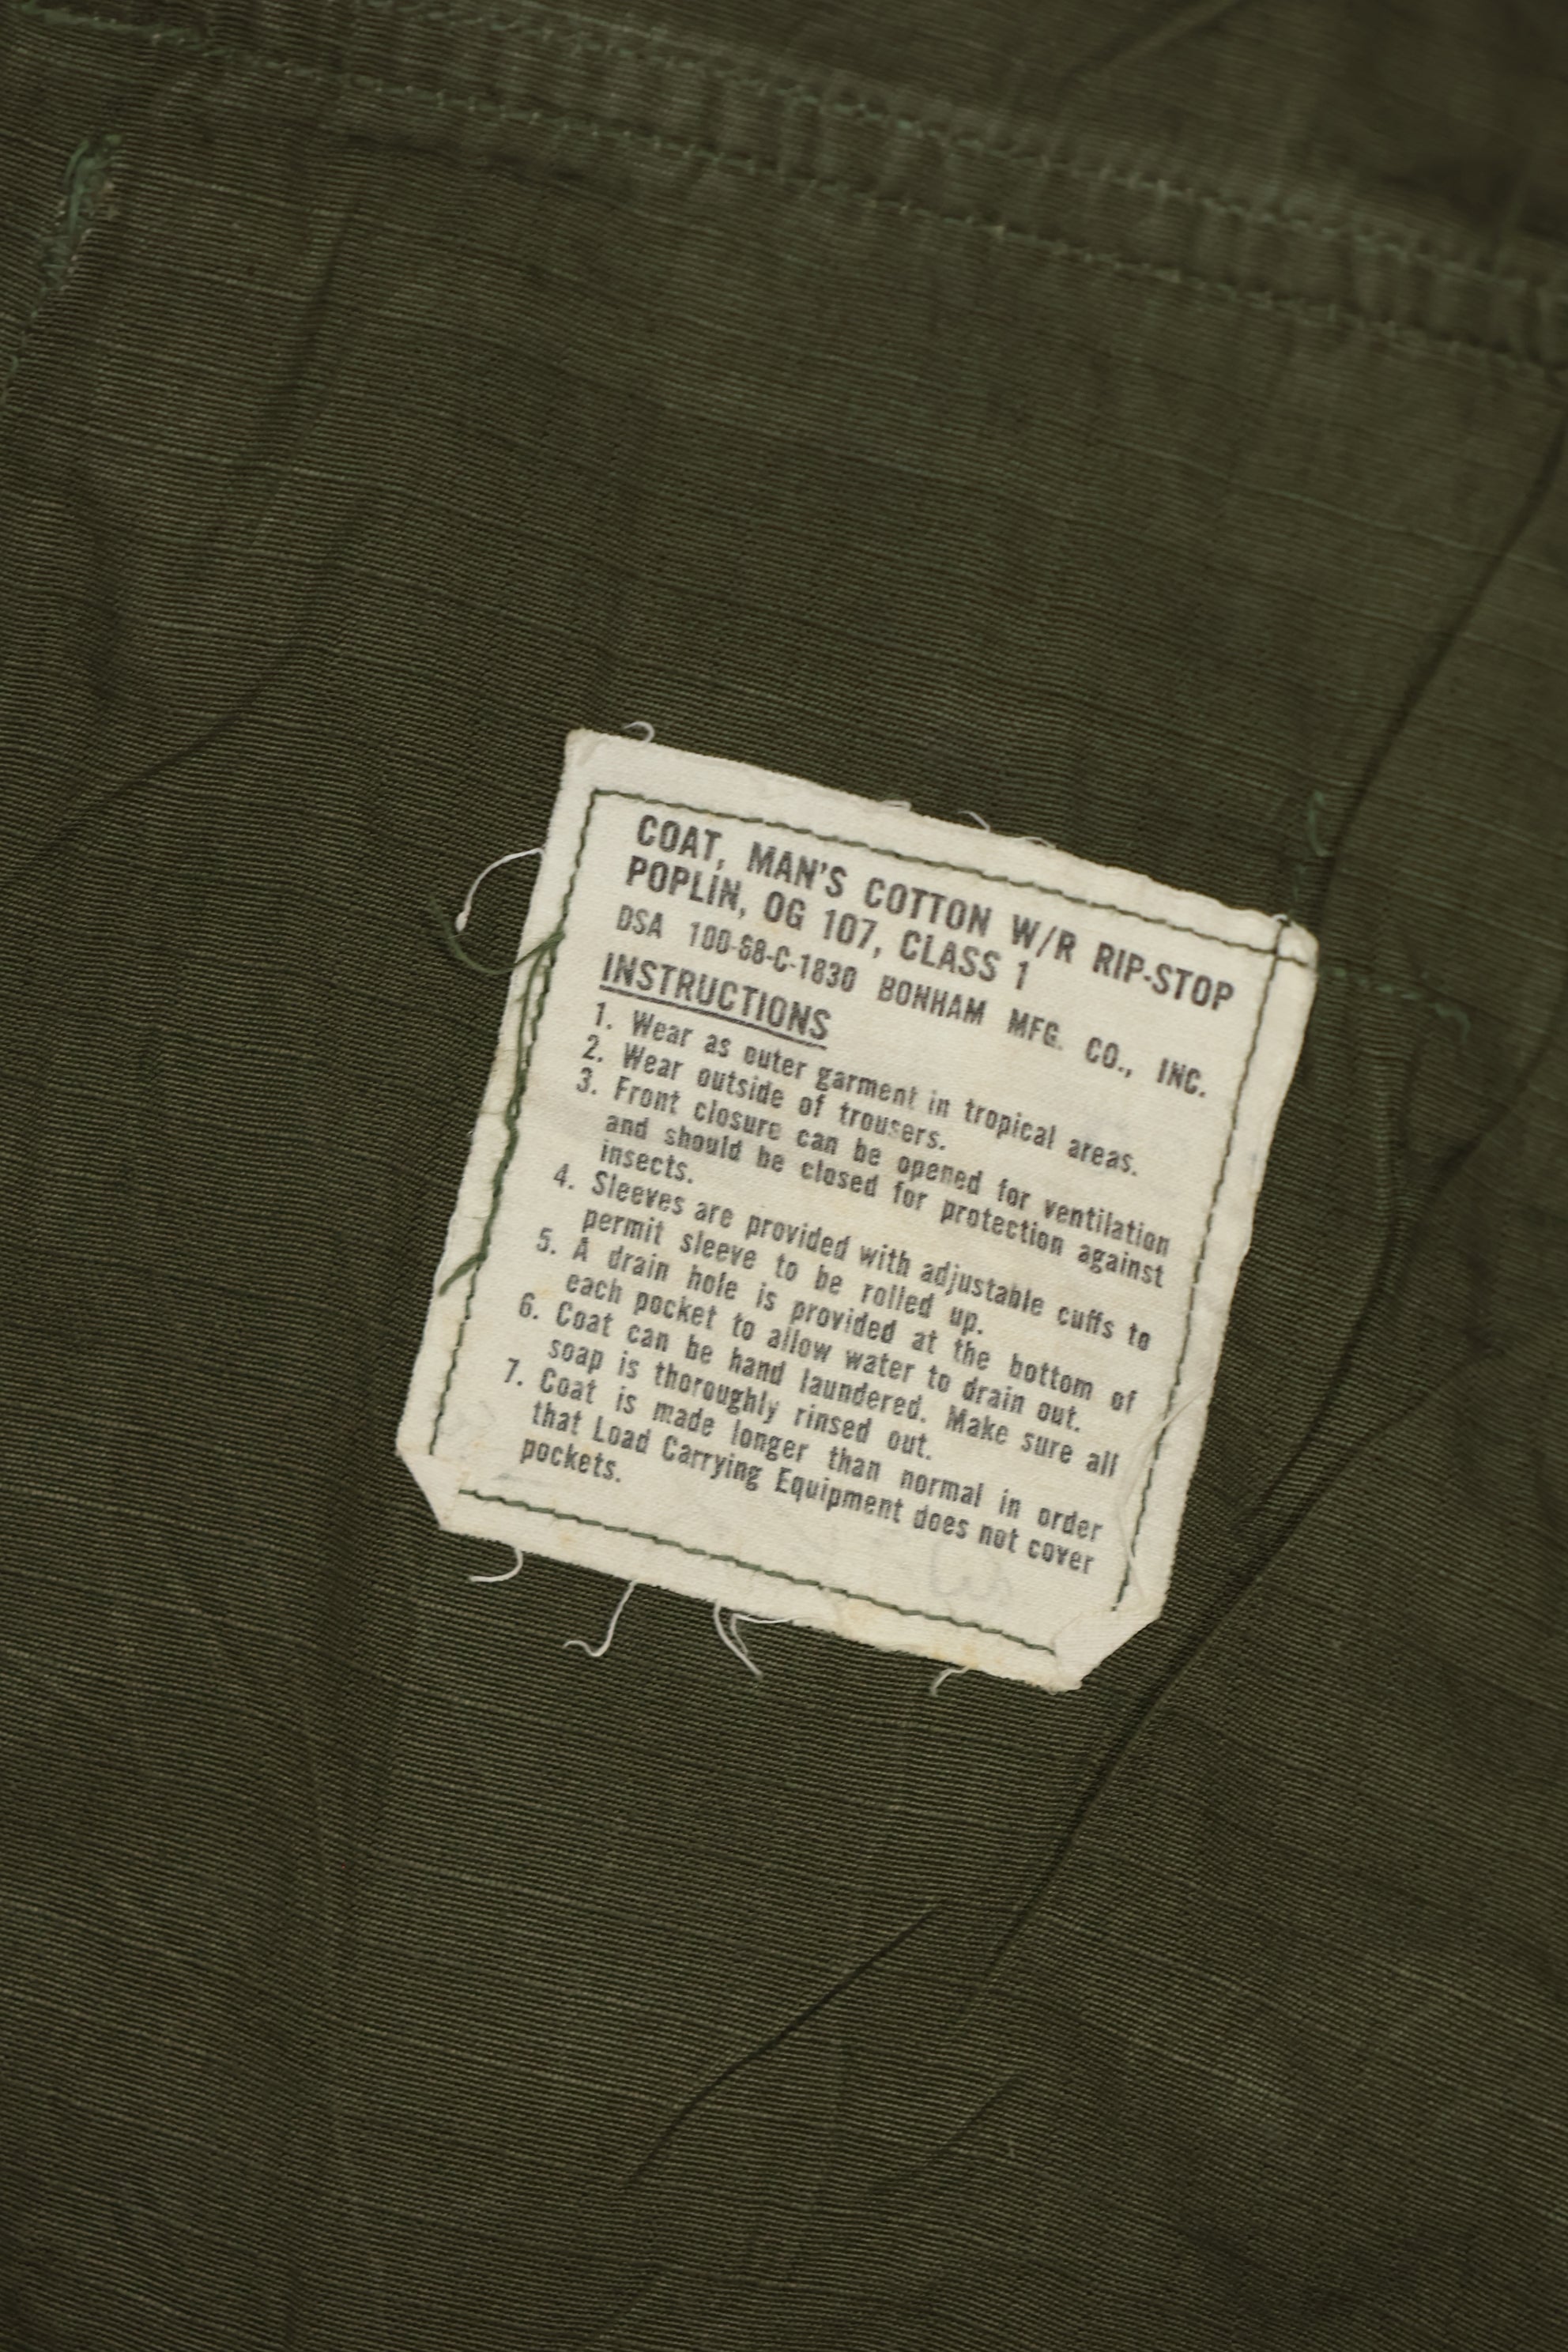 COAT, MAN'S COTTON W/R RIP-STOP
POPLIN, OG 107, CLASS 1
DSA 100-68-C-1830 BONHAM MFG. CO., INC.
INSTRUCTIONS
1. Wear as outer garment in tropical areas.
2. Wear outside of trousers.
3. Front closure can be opened for ventilation
and should be closed for protection against
insects.
4. Sleeves are provided with adjustable cuffs to
permit sleeve to be rolled up.
5. A drain hole is provided at the bottom of
each pocket to allow water to drain out.
6. Coat can be hand laundered. Make sure all
soap is thoroughly rinsed out.
7. Coat is made longer than normal in order
that Load Carrying Equipment does not cover
pockets.